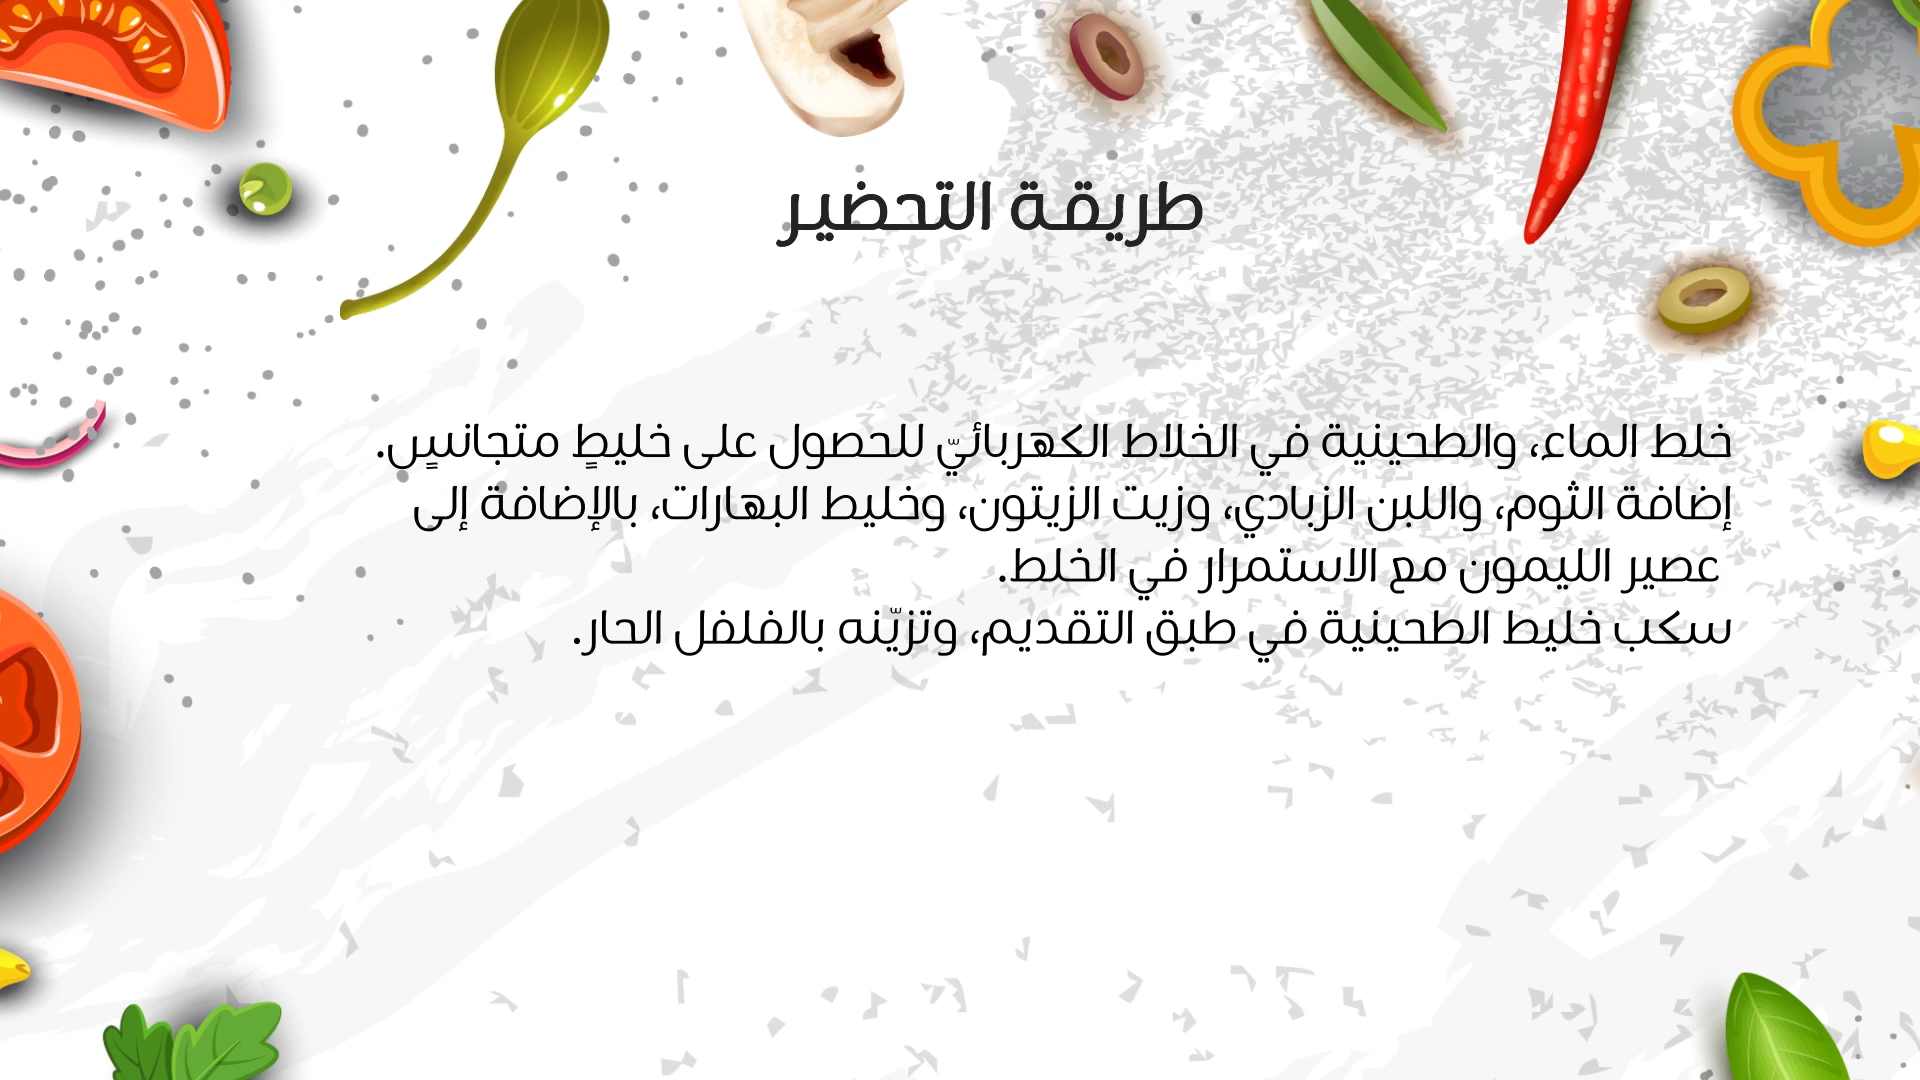 طريقة التحضير
خلط الماء، والطحينية في الخلاط الكهربائيّ للحصول على خليطٍ متجانسٍ.
إضافة الثوم، واللبن الزبادي، وزيت الزيتون، وخليط البهارات، بالإضافة إلى
عصير الليمون مع الاستمرار في الخلط.
سكب خليط الطحينية في طبق التقديم، وتزيّنه بالفلفل الحار.